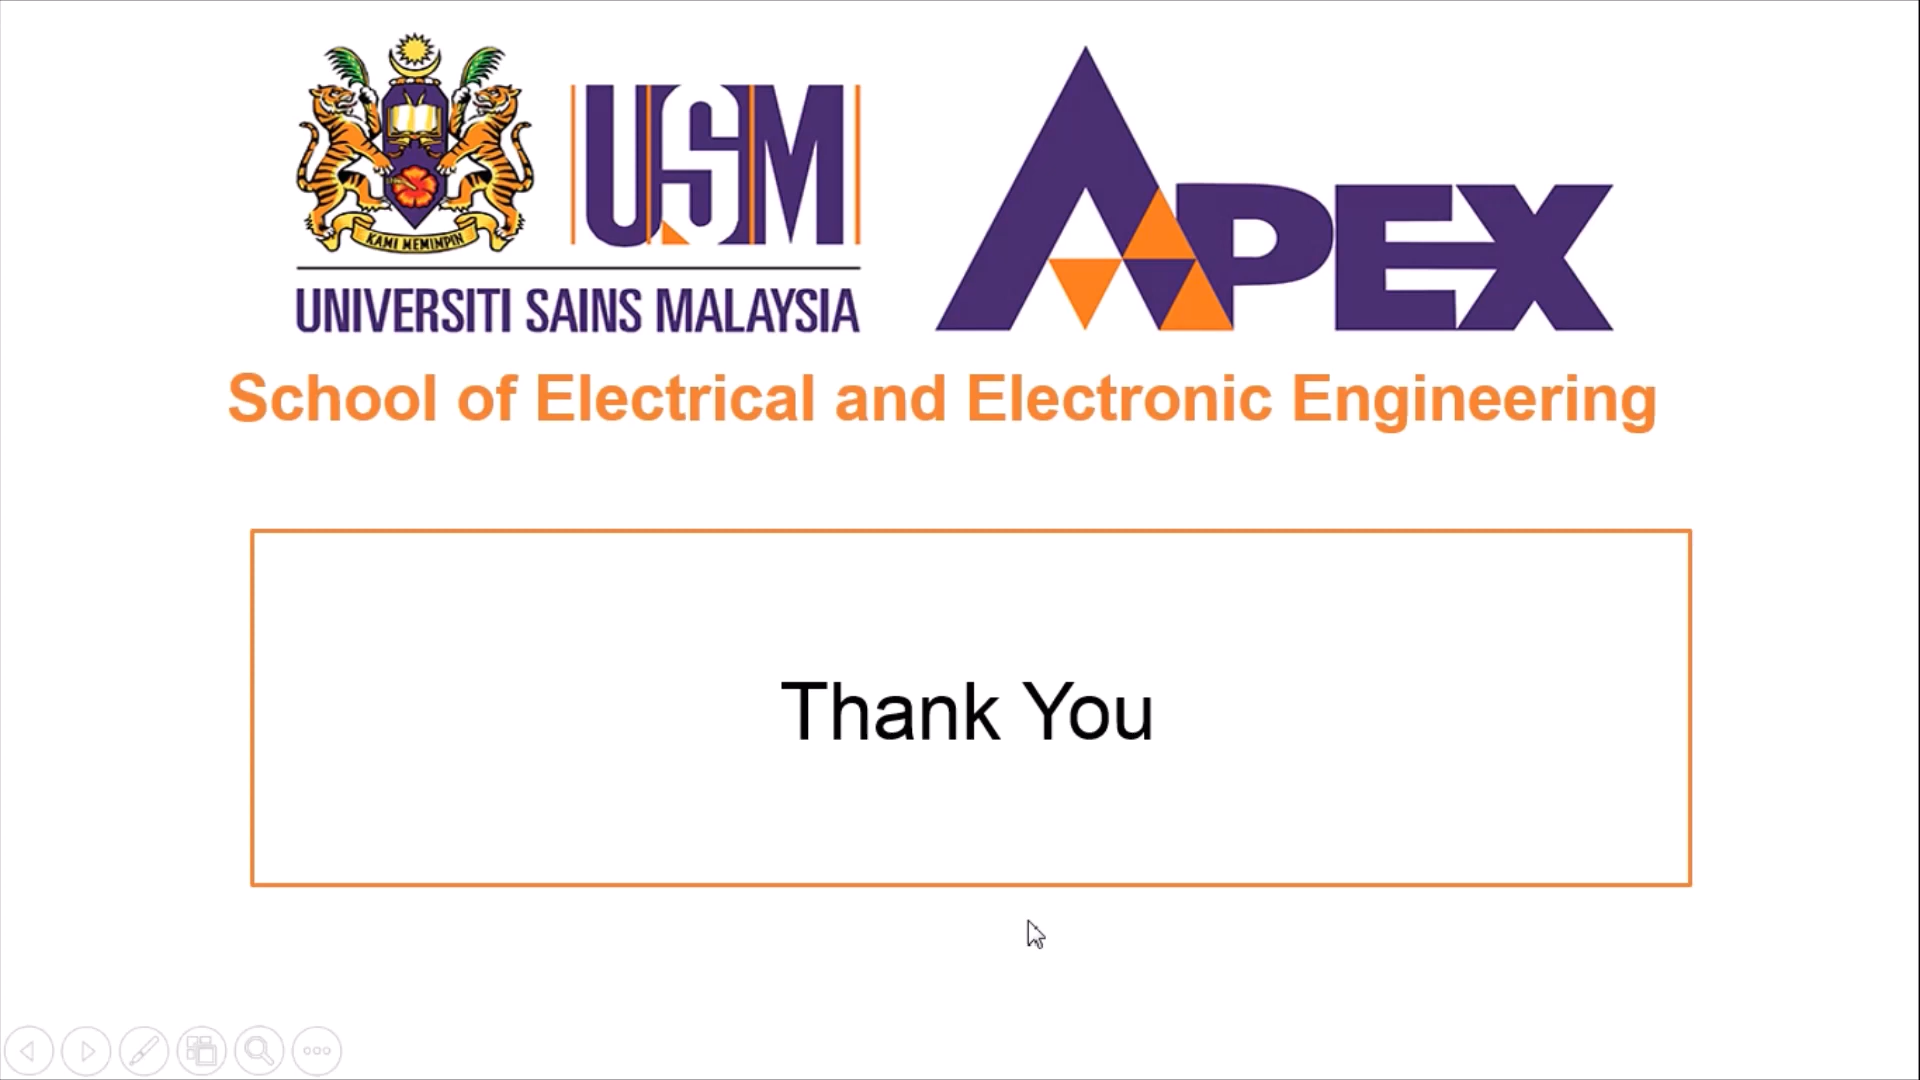 KAMI MEMIMPIN
USM
UNIVERSITI SAINS MALAYSIA
APEX
School of Electrical and Electronic Engineering
Thank You